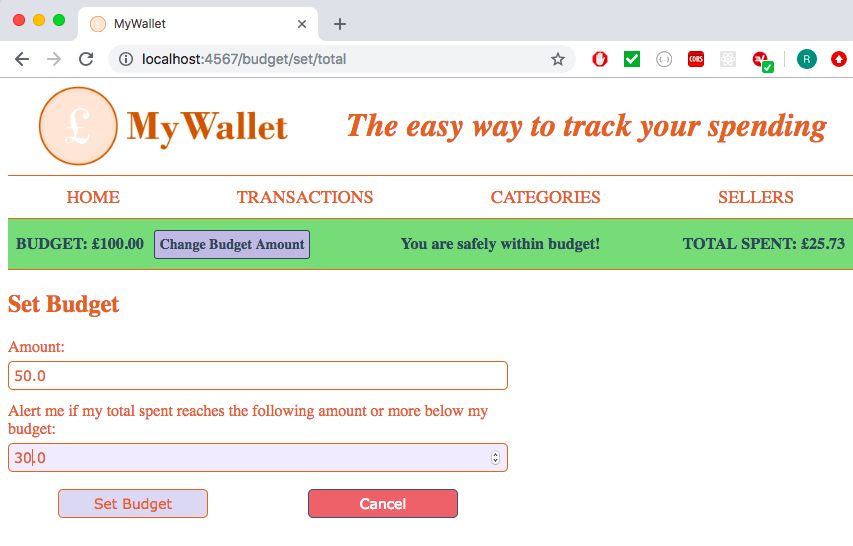 MyWallet
localhost:4567/budget/set/total
CORS
R
£ MyWallet
The easy way to track your spending
HOME TRANSACTIONS CATEGORIES SELLERS
BUDGET: £100.00 Change Budget Amount You are safely within budget! TOTAL SPENT: £25.73
Set Budget
Amount:
50.0
Alert me if my total spent reaches the following amount or more below my
budget:
30.0
Set Budget Cancel